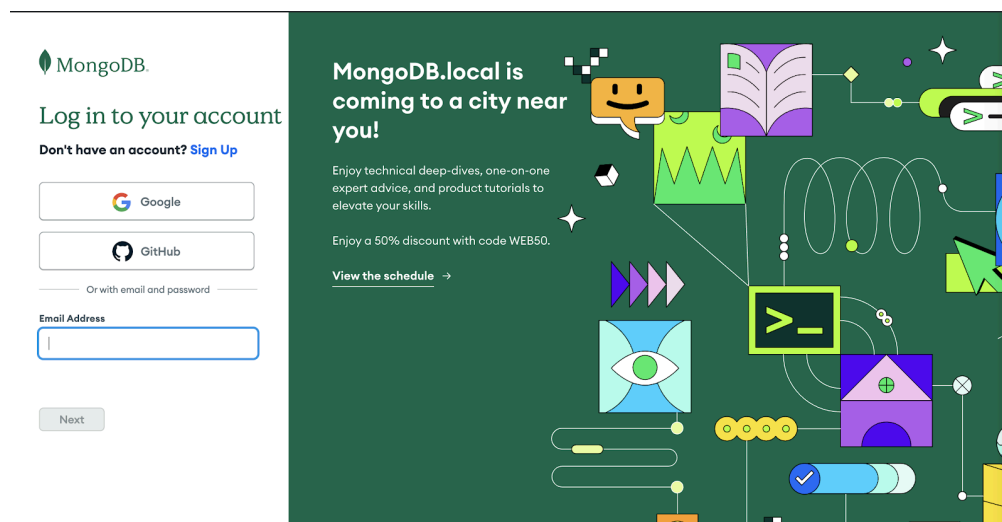 MongoDB.
Log in to your account
Don't have an account? Sign Up
Google
GitHub
Or with email and password
Email Address
Next
MongoDB.local is
coming to a city near
you!
Enjoy technical deep-dives, one-on-one
expert advice, and product tutorials to
elevate your skills.
Enjoy a 50% discount with code WEB50.
View the schedule →
>_
>_